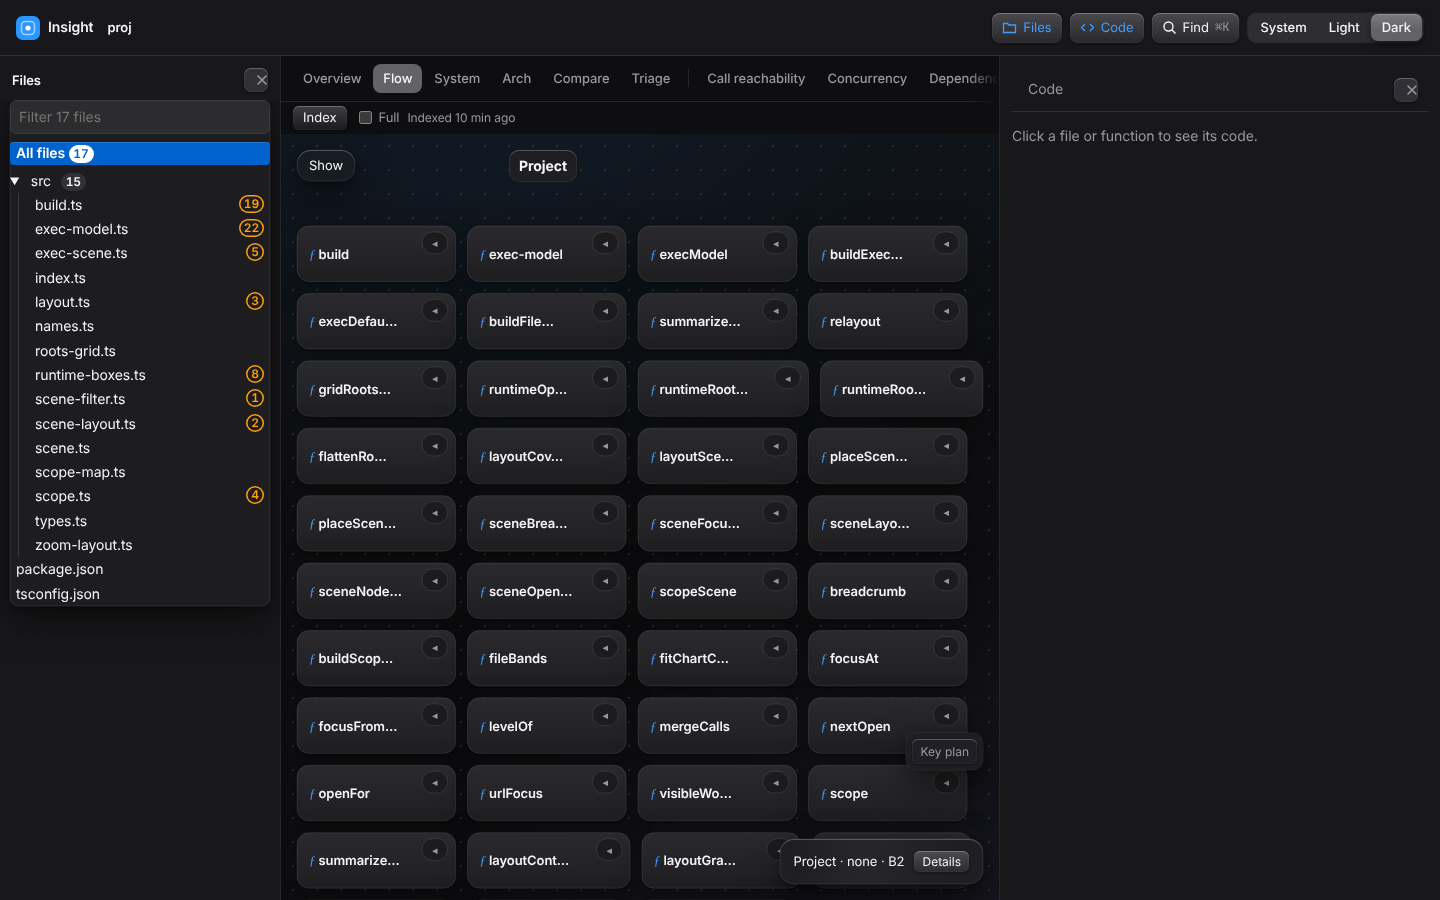 Insight proj
Files Code Find ⌘K System Light Dark
Files
Filter 17 files
All files 17
src 15
build.ts 19
exec-model.ts 22
exec-scene.ts 5
index.ts
layout.ts 3
names.ts
roots-grid.ts
runtime-boxes.ts 8
scene-filter.ts 1
scene-layout.ts 2
scene.ts
scope-map.ts
scope.ts 4
types.ts
zoom-layout.ts
package.json
tsconfig.json
Overview Flow System Arch Compare Triage Call reachability Concurrency Dependenc
Index Full Indexed 10 min ago
Show Project
ƒ build ƒ exec-model ƒ execModel ƒ buildExec...
ƒ execDefau... ƒ buildFile... ƒ summarize... ƒ relayout
ƒ gridRoots... ƒ runtimeOp... ƒ runtimeRoot... ƒ runtimeRoo...
ƒ flattenRo... ƒ layoutCov... ƒ layoutSce... ƒ placeScen...
ƒ placeScen... ƒ sceneBrea... ƒ sceneFocu... ƒ sceneLayo...
ƒ sceneNode... ƒ sceneOpen... ƒ scopeScene ƒ breadcrumb
ƒ buildScop... ƒ fileBands ƒ fitChartC... ƒ focusAt
ƒ focusFrom... ƒ levelOf ƒ mergeCalls ƒ nextOpen
Key plan
ƒ openFor ƒ urlFocus ƒ visibleWo... ƒ scope
ƒ summarize... ƒ layoutCont... ƒ layoutGra...
Project · none · B2 Details
Code
Click a file or function to see its code.